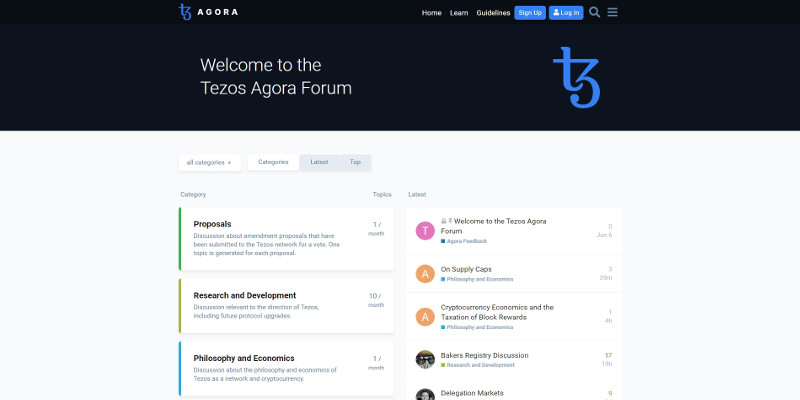 AGORA
Home Learn Guidelines Sign Up Log In
Welcome to the
Tezos Agora Forum
all categories
Categories Latest Top
Category Topics
Proposals
Discussion about amendment proposals that have
been submitted to the Tezos network for a vote. One
topic is generated for each proposal.
1 /
month
Research and Development
Discussion relevant to the direction of Tezos,
including future protocol upgrades.
10 /
month
Philosophy and Economics
Discussion about the philosophy and economics of
Tezos as a network and cryptocurrency.
1 /
month
Latest
T
Welcome to the Tezos Agora
Forum
Agora Feedback
0
Jun 6
A
On Supply Caps
Philosophy and Economics
3
29m
A
Cryptocurrency Economics and the
Taxation of Block Rewards
Philosophy and Economics
1
4h
Bakers Registry Discussion
Research and Development
57
19h
Delegation Markets
9